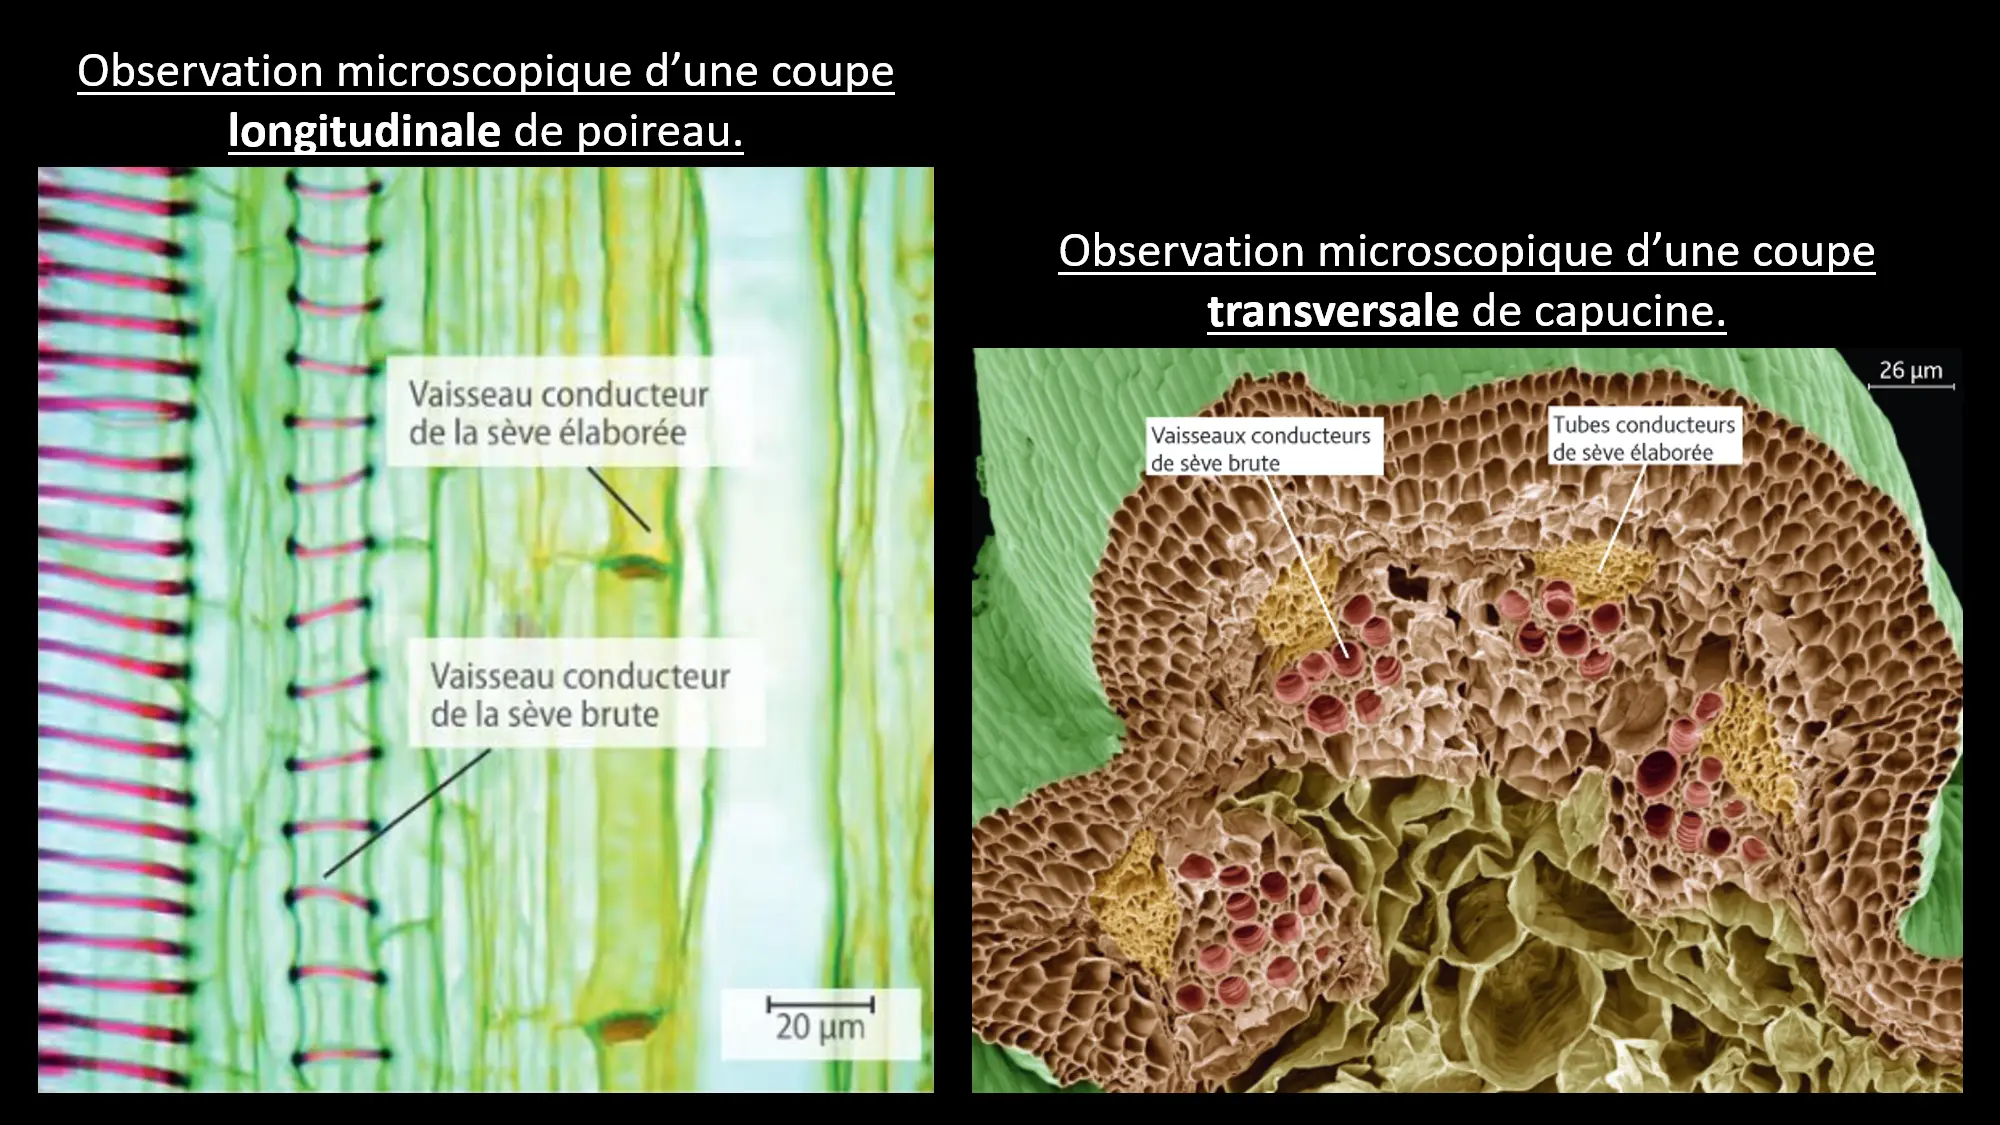 Observation microscopique d’une coupe
longitudinale de poireau.
Vaisseau conducteur
de la sève élaborée
Vaisseau conducteur
de la sève brute
20 µm
Observation microscopique d’une coupe
transversale de capucine.
26 µm
Vaisseaux conducteurs
de sève brute
Tubes conducteurs
de sève élaborée